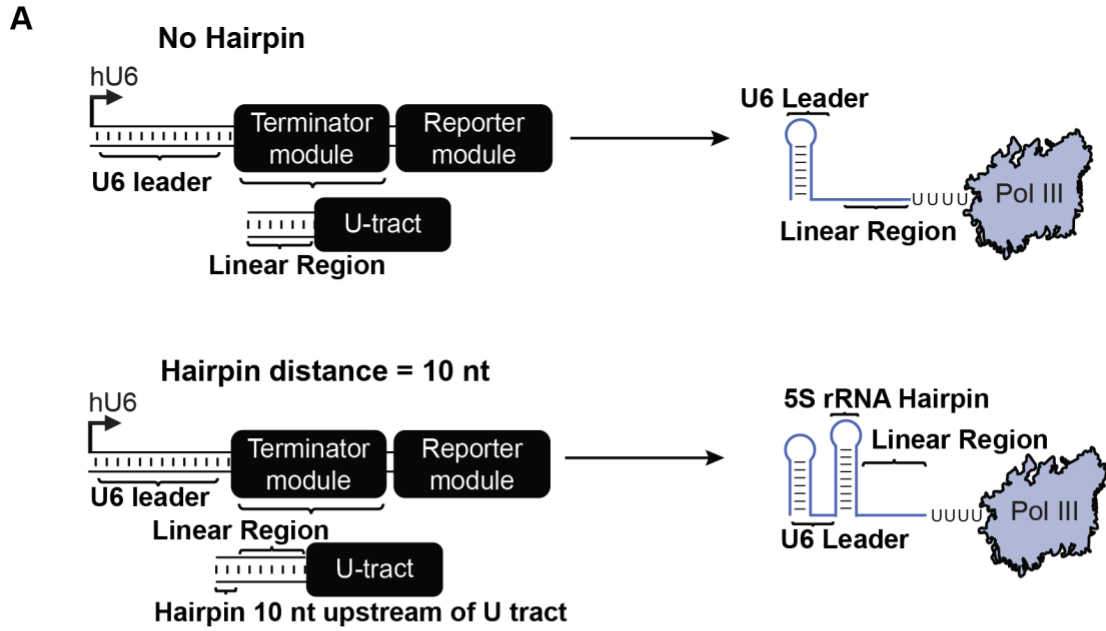 A
No Hairpin
hU6
U6 leader
Terminator
module
Reporter
module
U-tract
Linear Region
U6 Leader
UUUU
Pol III
Linear Region
Hairpin distance = 10 nt
hU6
U6 leader
Terminator
module
Reporter
module
Linear Region
U-tract
Hairpin 10 nt upstream of U tract
5S rRNA Hairpin
Linear Region
UUUU
Pol III
U6 Leader